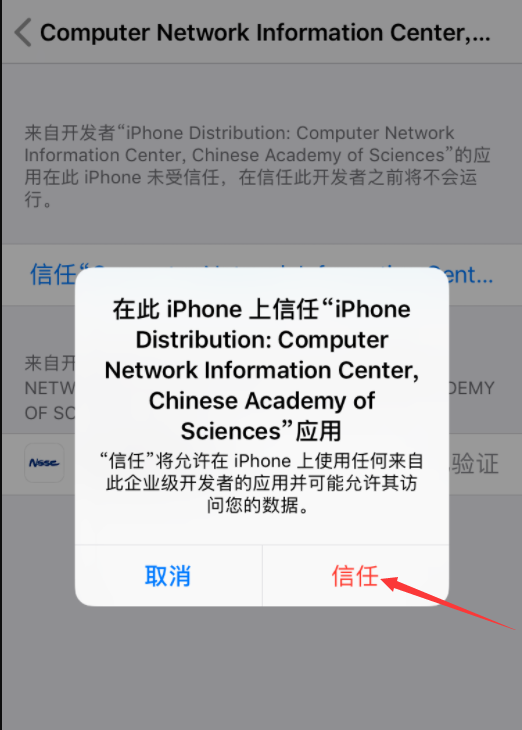 Computer Network Information Center,...
来自开发者“iPhone Distribution: Computer Network
Information Center, Chinese Academy of Sciences”的应
用在此 iPhone 未受信任，在信任此开发者之前将不会运
行。
信任“
Cent...
在此 iPhone 上信任“iPhone
Distribution: Computer
Network Information Center,
Chinese Academy of
Sciences”应用
“信任”将允许在 iPhone 上使用任何来自
此企业级开发者的应用并可能允许其访
问您的数据。
来自开
NETW
DEMY
OF SC
Nssc
验证
取消
信任